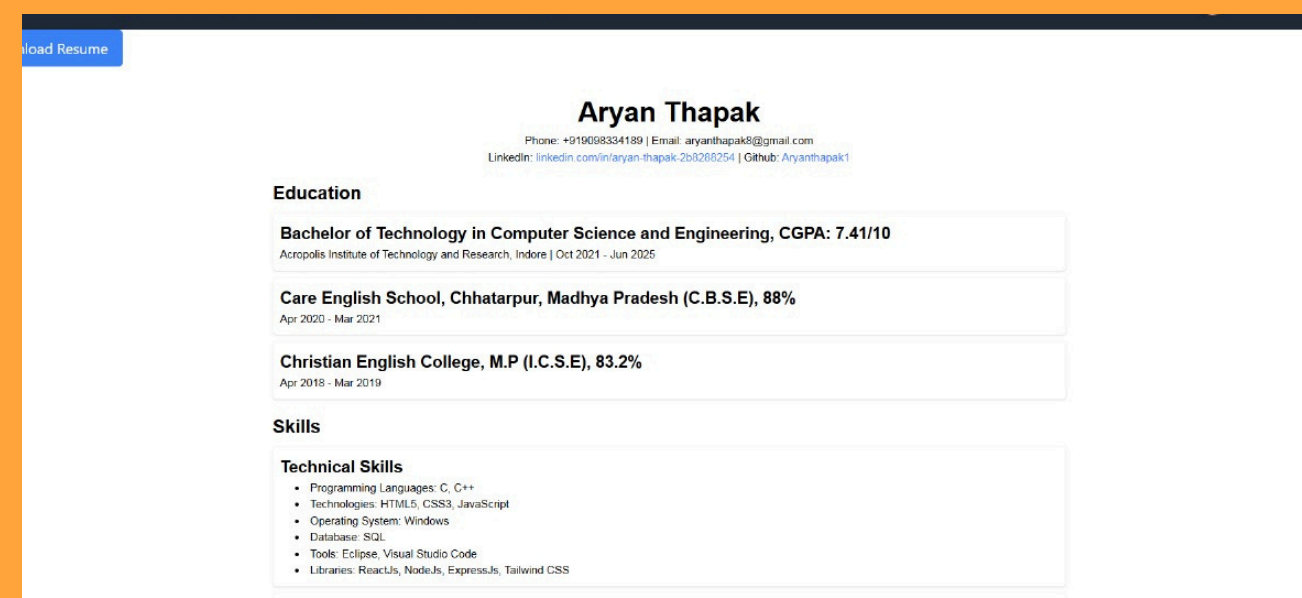 load Resume
Aryan Thapak
Phone: +919098334189 | Email: aryanthapak8@gmail.com
LinkedIn: linkedin.com/in/aryan-thapak-2b8288254 | Github: Aryanthapak1
Education
Bachelor of Technology in Computer Science and Engineering, CGPA: 7.41/10
Acropolis Institute of Technology and Research, Indore | Oct 2021 - Jun 2025
Care English School, Chhatarpur, Madhya Pradesh (C.B.S.E), 88%
Apr 2020 - Mar 2021
Christian English College, M.P (I.C.S.E), 83.2%
Apr 2018 - Mar 2019
Skills
Technical Skills
• Programming Languages: C, C++
• Technologies: HTML5, CSS3, JavaScript
• Operating System: Windows
• Database: SQL
• Tools: Eclipse, Visual Studio Code
• Libraries: ReactJs, NodeJs, ExpressJs, Tailwind CSS